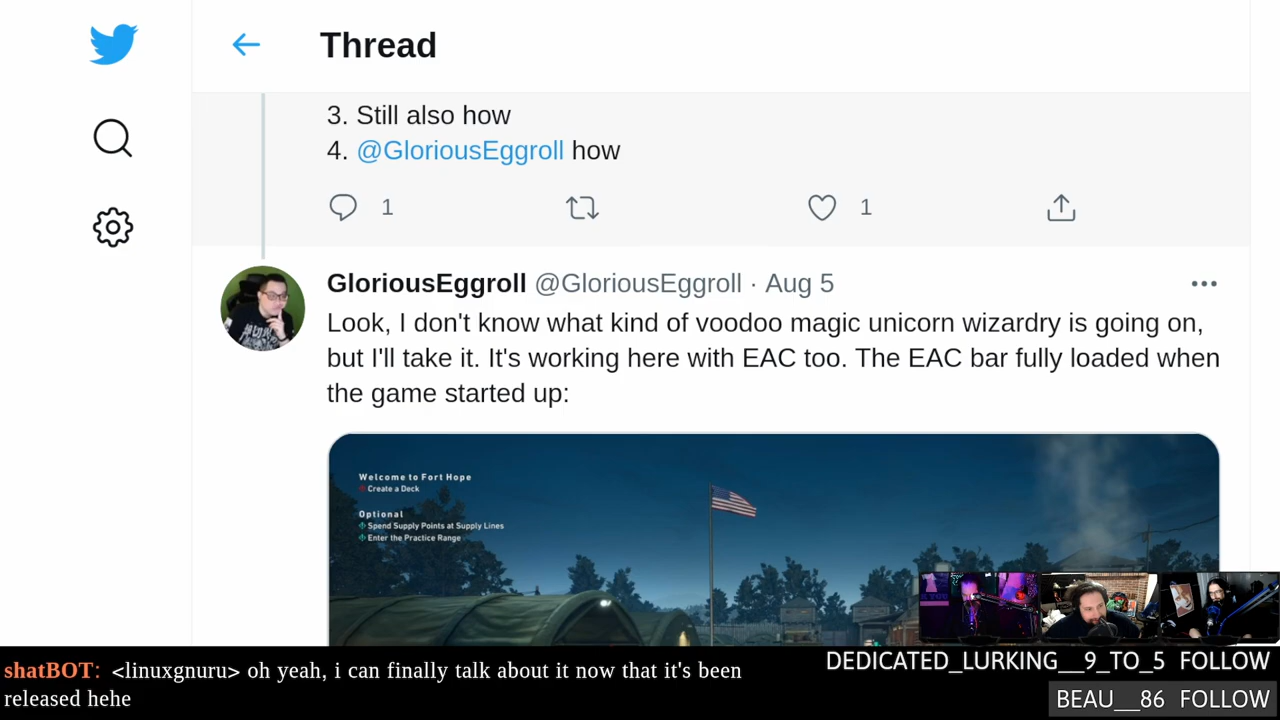 Thread
3. Still also how
4. @GloriousEggroll how
1
1
GloriousEggroll @GloriousEggroll · Aug 5
Look, I don't know what kind of voodoo magic unicorn wizardry is going on,
but I'll take it. It's working here with EAC too. The EAC bar fully loaded when
the game started up:
Welcome to Fort Hope
Create a Deck
Optional
Spend Supply Points at Supply Lines
Enter the Practice Range
shatBOT: <linuxgnuru> oh yeah, i can finally talk about it now that it's been
released hehe
DEDICATED_LURKING__9_TO_5 FOLLOW
BEAU__86 FOLLOW